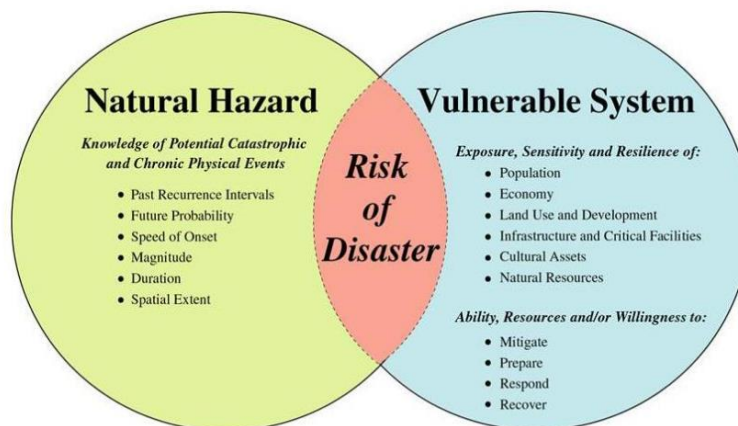 Natural Hazard
Knowledge of Potential Catastrophic
and Chronic Physical Events
• Past Recurrence Intervals
• Future Probability
• Speed of Onset
• Magnitude
• Duration
• Spatial Extent
Risk
of
Disaster
Vulnerable System
Exposure, Sensitivity and Resilience of:
• Population
• Economy
• Land Use and Development
• Infrastructure and Critical Facilities
• Cultural Assets
• Natural Resources
Ability, Resources and/or Willingness to:
• Mitigate
• Prepare
• Respond
• Recover